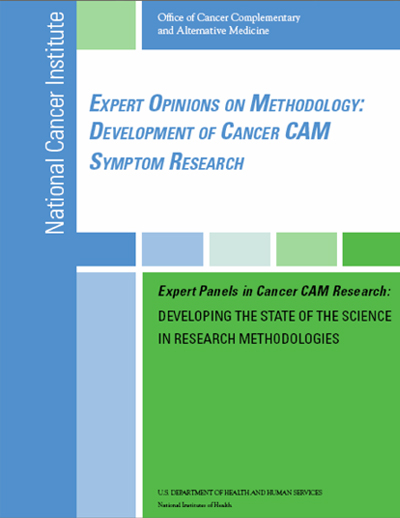 National Cancer Institute
Office of Cancer Complementary
and Alternative Medicine
EXPERT OPINIONS ON METHODOLOGY:
DEVELOPMENT OF CANCER CAM
SYMPTOM RESEARCH
Expert Panels in Cancer CAM Research:
DEVELOPING THE STATE OF THE SCIENCE
IN RESEARCH METHODOLOGIES
U.S. DEPARTMENT OF HEALTH AND HUMAN SERVICES
National Institutes of Health